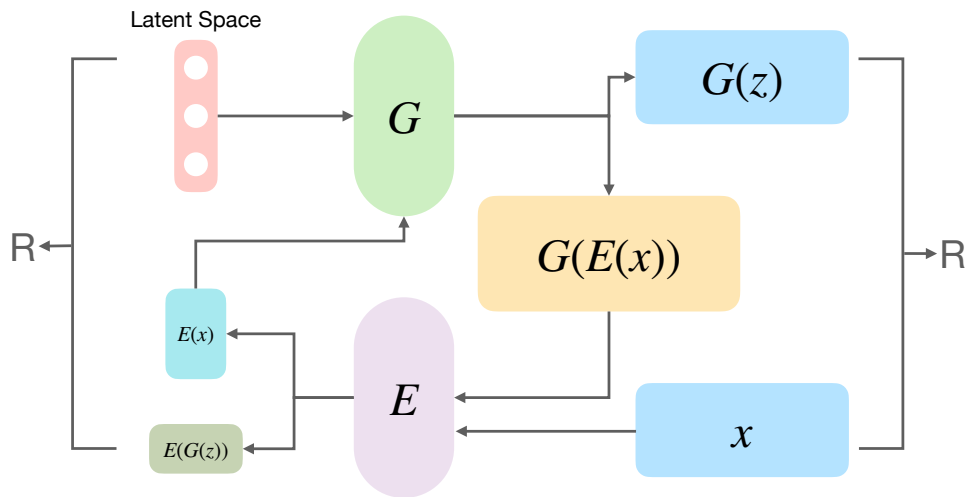 Latent Space
G
G(z)
R
G(E(x))
R
E(x)
E
x
E(G(z))